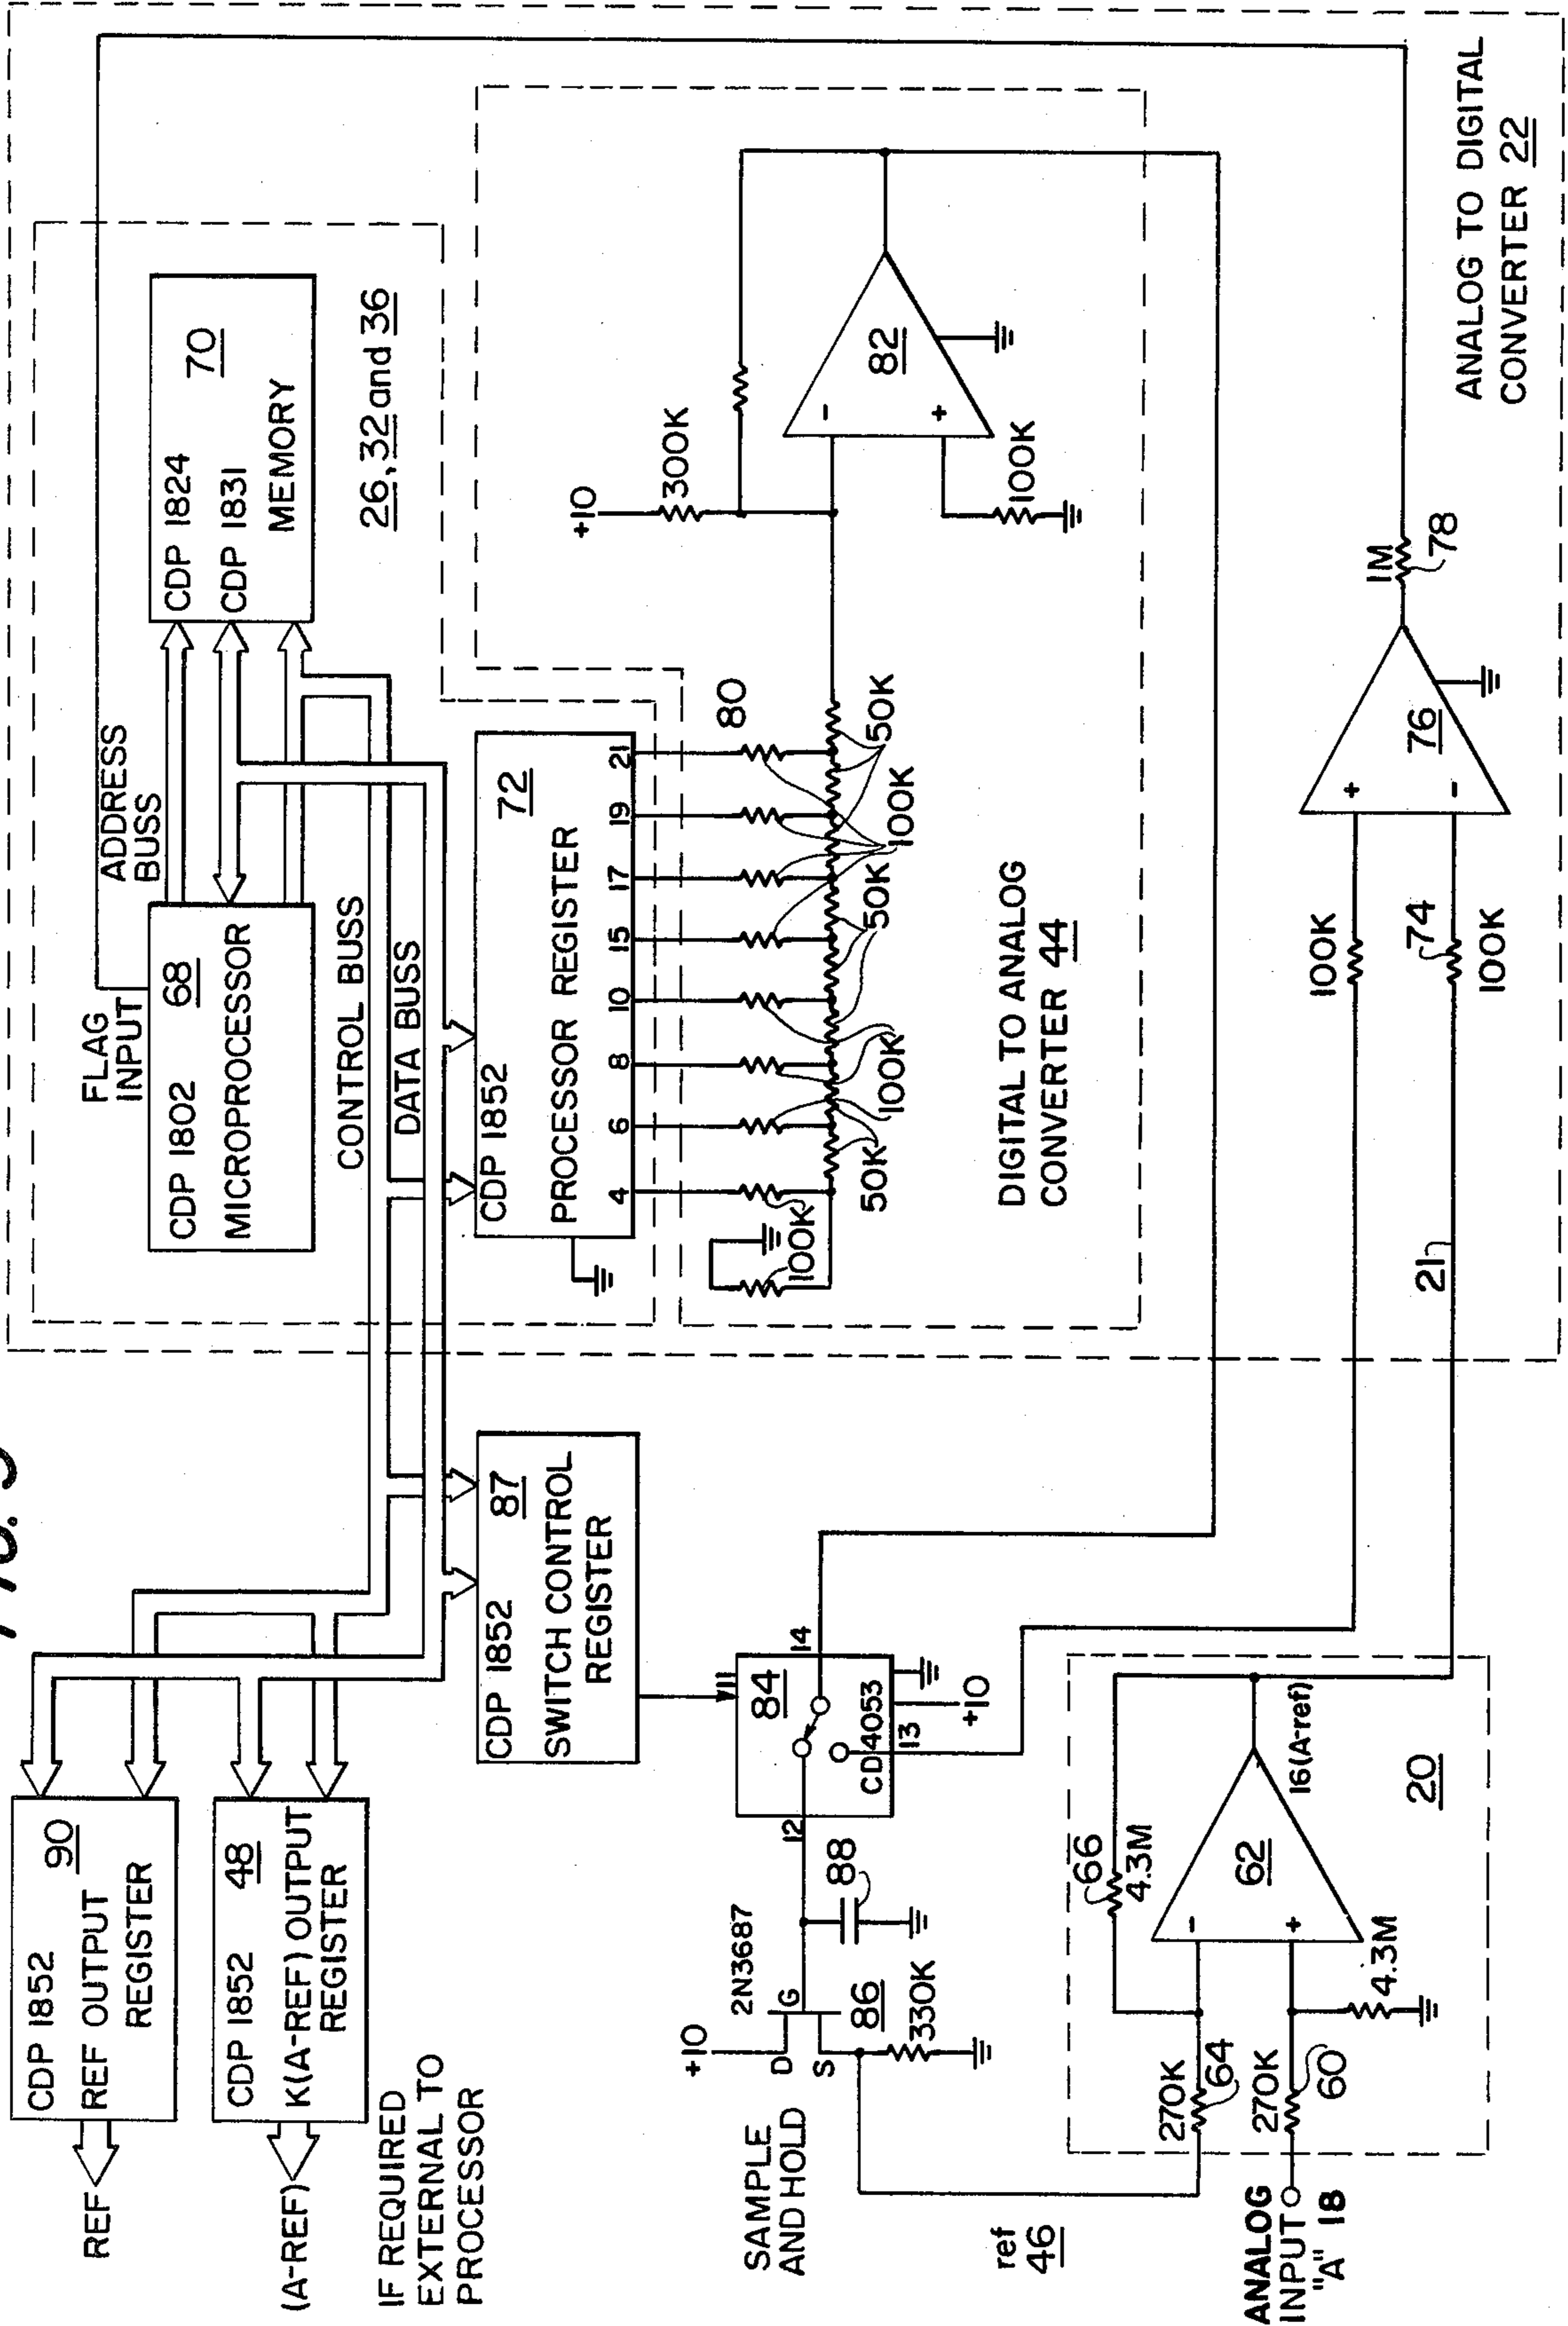 FIG. 3
REF
CDP 1852
90
REF OUTPUT
REGISTER
(A-REF)
CDP 1852
48
K(A-REF) OUTPUT
REGISTER
IF REQUIRED
EXTERNAL TO
PROCESSOR
CDP 1852
87
SWITCH CONTROL
REGISTER
FLAG
INPUT
CDP 1802
68
MICROPROCESSOR
ADDRESS
BUSS
CDP 1824
70
CDP 1831
MEMORY
26, 32 and 36
CONTROL BUSS
DATA BUSS
CDP 1852
72
PROCESSOR REGISTER
4 6 8 10 15 17 19 21
80
100K
50K
100K
50K
100K
50K
+10
300K
82
-
+
100K
DIGITAL TO ANALOG
CONVERTER 44
SAMPLE
AND HOLD
+10
D
S
G
2N3687
86
330K
88
12
11
14
84
CD4053
13
+10
ref
46
ANALOG
INPUT
"A" 18
270K
64
270K
60
66
4.3M
-
+
62
4.3M
16(A-ref)
20
21
100K
74
100K
+
-
76
1M
78
ANALOG TO DIGITAL
CONVERTER 22